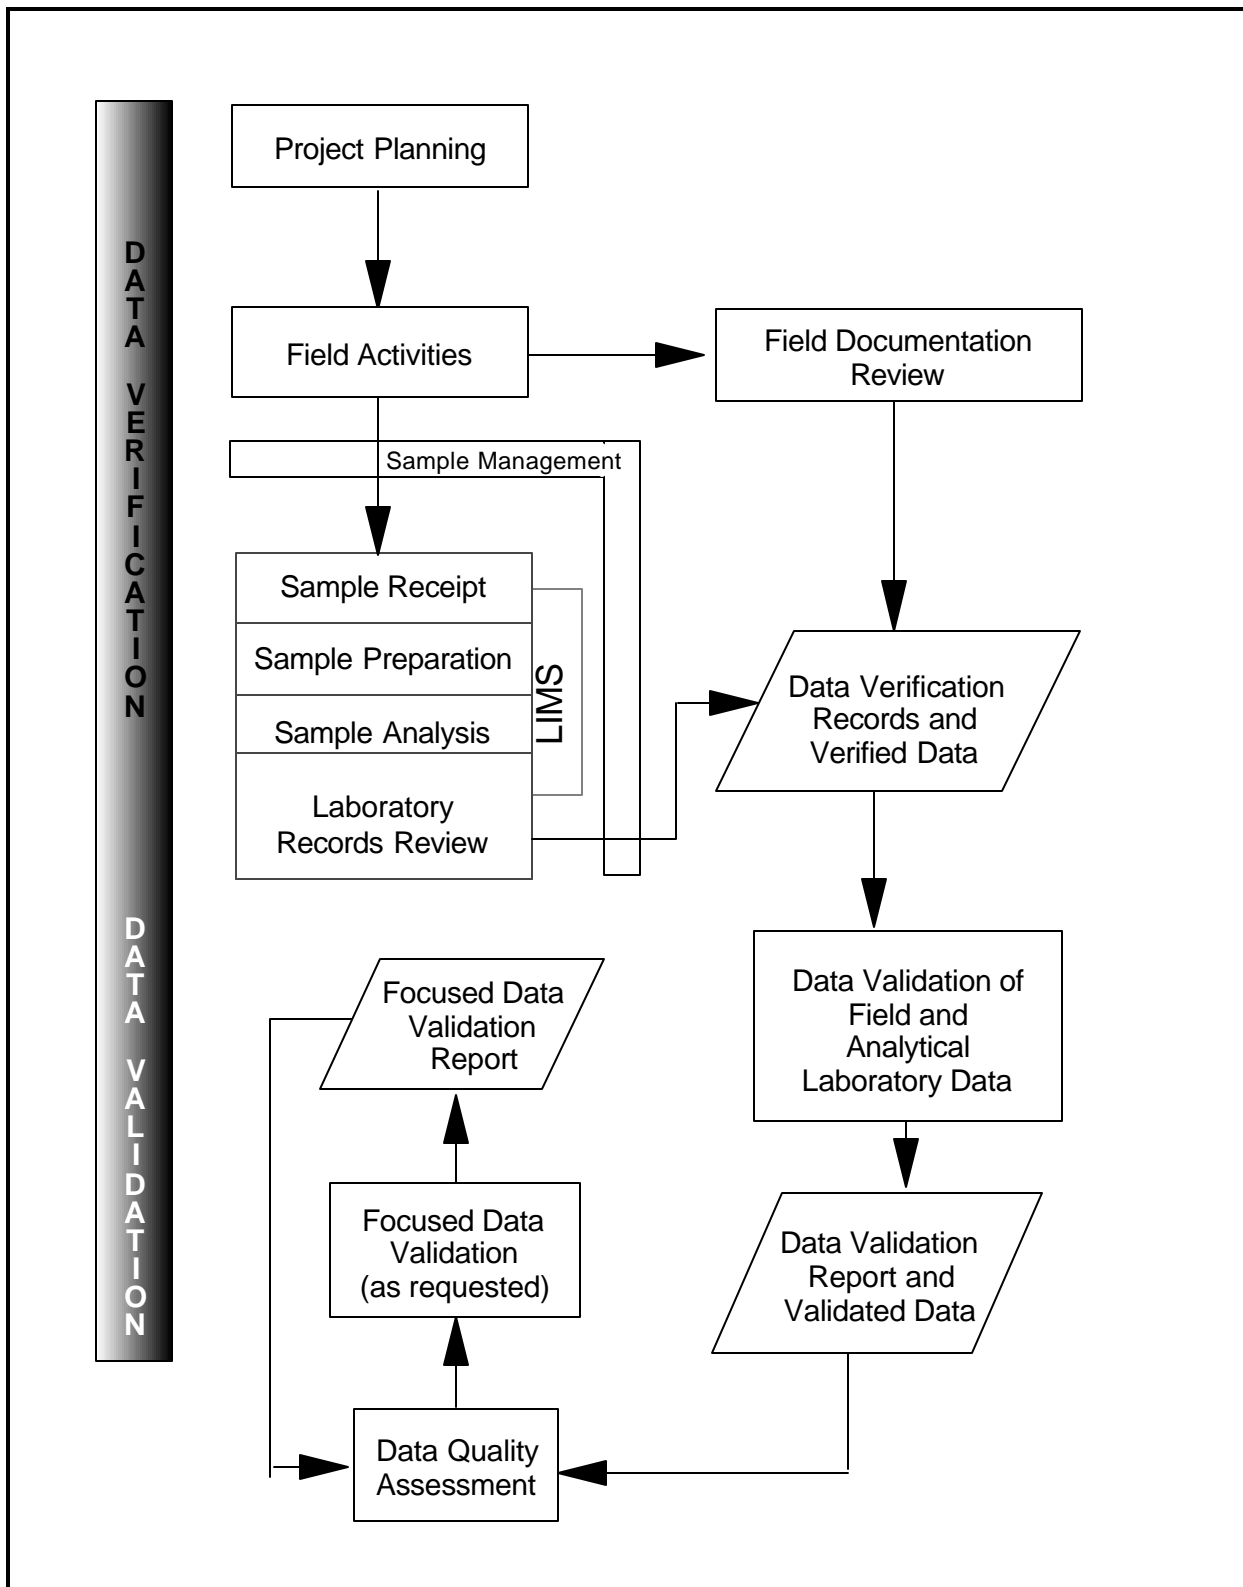 DATA VERIFICATION
DATA VALIDATION
Project Planning
Field Activities
Field Documentation
Review
Sample Management
Sample Receipt
Sample Preparation
Sample Analysis
Laboratory
Records Review
LIMS
Data Verification
Records and
Verified Data
Data Validation of
Field and
Analytical
Laboratory Data
Focused Data
Validation
Report
Focused Data
Validation
(as requested)
Data Validation
Report and
Validated Data
Data Quality
Assessment